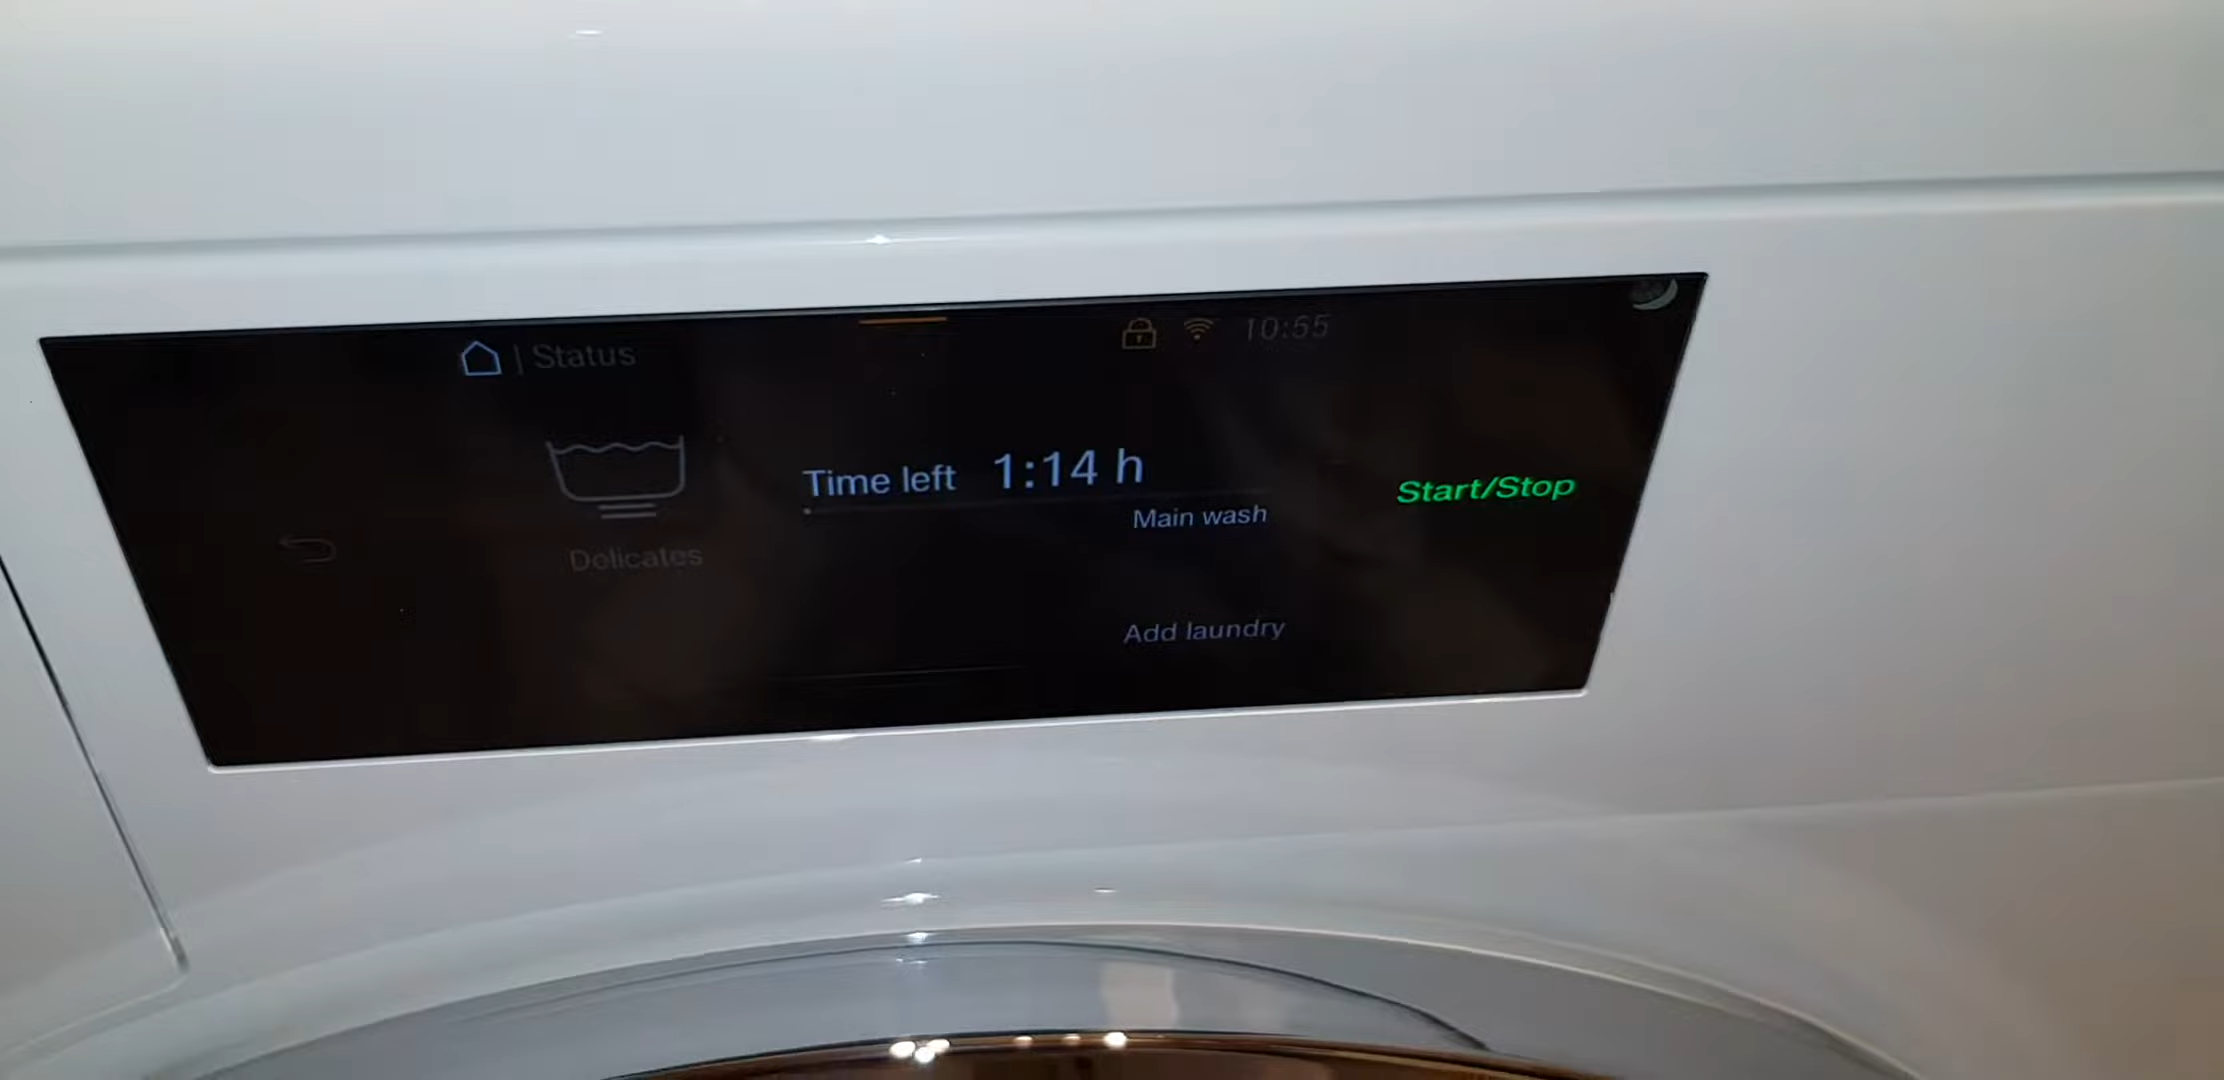 | Status
10:55
Time left 1:14 h
Main wash
Start/Stop
Delicates
Add laundry